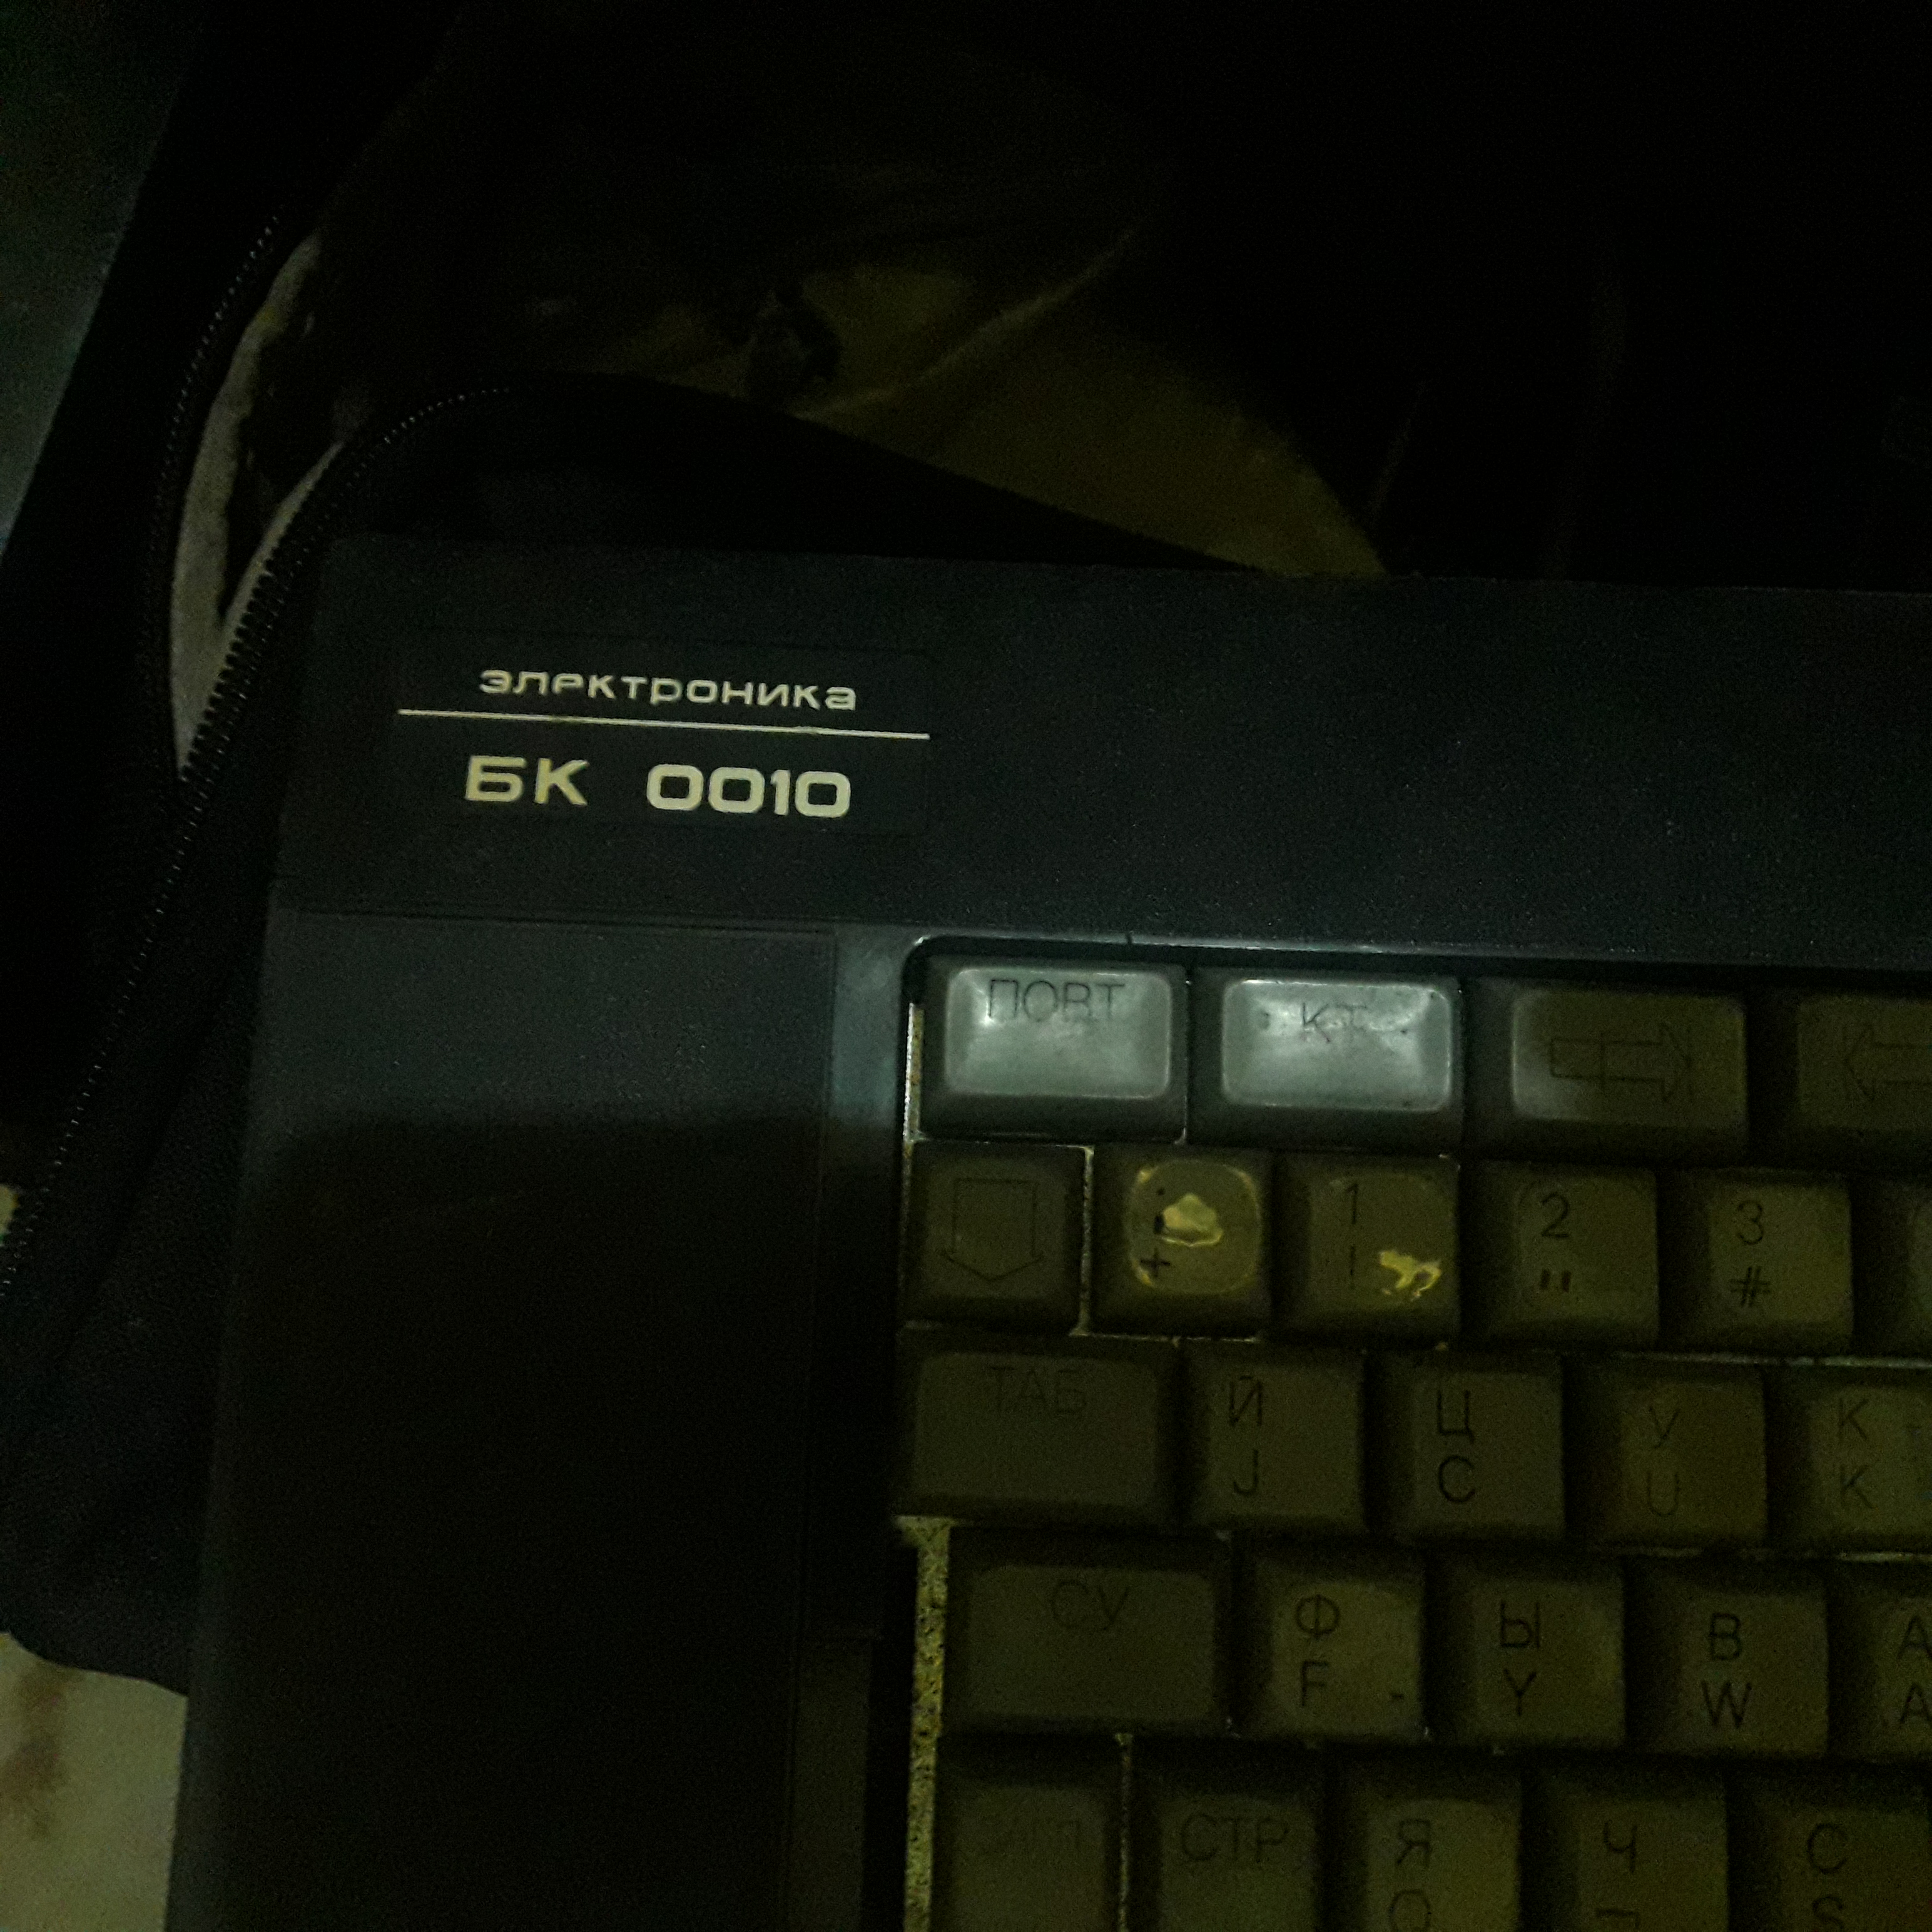 электроника
БК 0010
ПОВТ КТ
; + 1 ! 2 " 3 #
ТАБ Й J Ц C У U К K
СУ Ф F Ы Y В W А A
СТР Я Q Ч С S